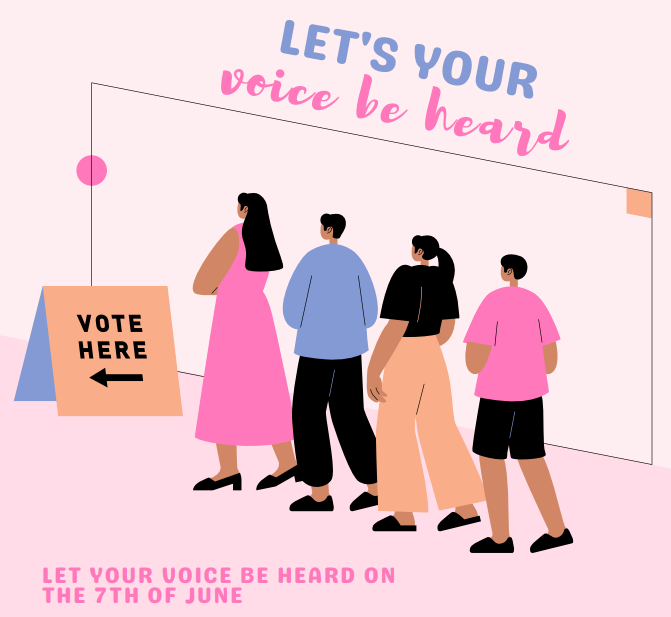 LET'S YOUR
voice be heard
VOTE
HERE
LET YOUR VOICE BE HEARD ON
THE 7TH OF JUNE